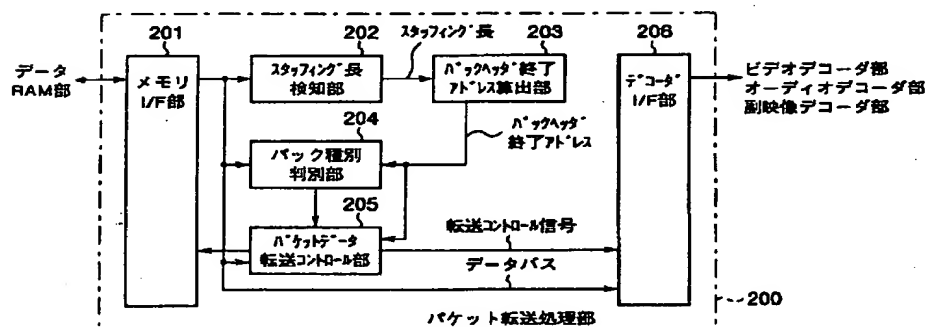 201
202
スタッフィング長
203
206
データ
RAM部
メモリ
I/F部
スタッフィング長
検知部
パックヘッダ終了
アドレス算出部
デコーダ
I/F部
ビデオデコーダ部
オーディオデコーダ部
副映像デコーダ部
204
パック種別
判別部
パックヘッダ
終了アドレス
205
パケットデータ
転送コントロール部
転送コントロール信号
データバス
パケット転送処理部
200